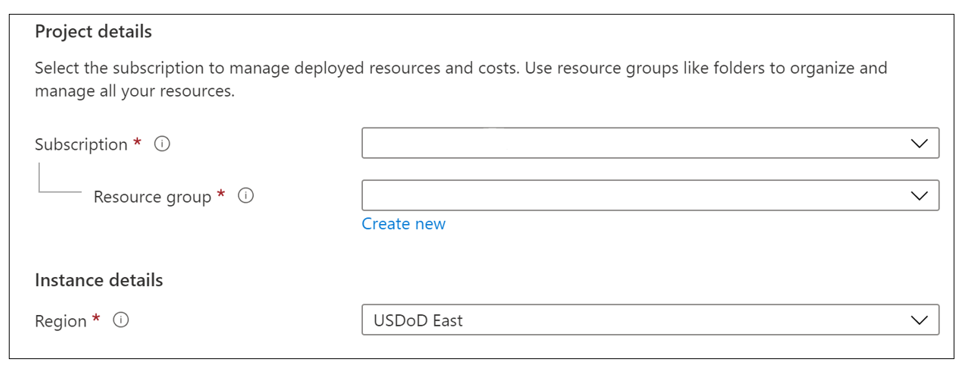 Project details
Select the subscription to manage deployed resources and costs. Use resource groups like folders to organize and
manage all your resources.
Subscription *
Resource group *
Create new
Instance details
Region * USDoD East